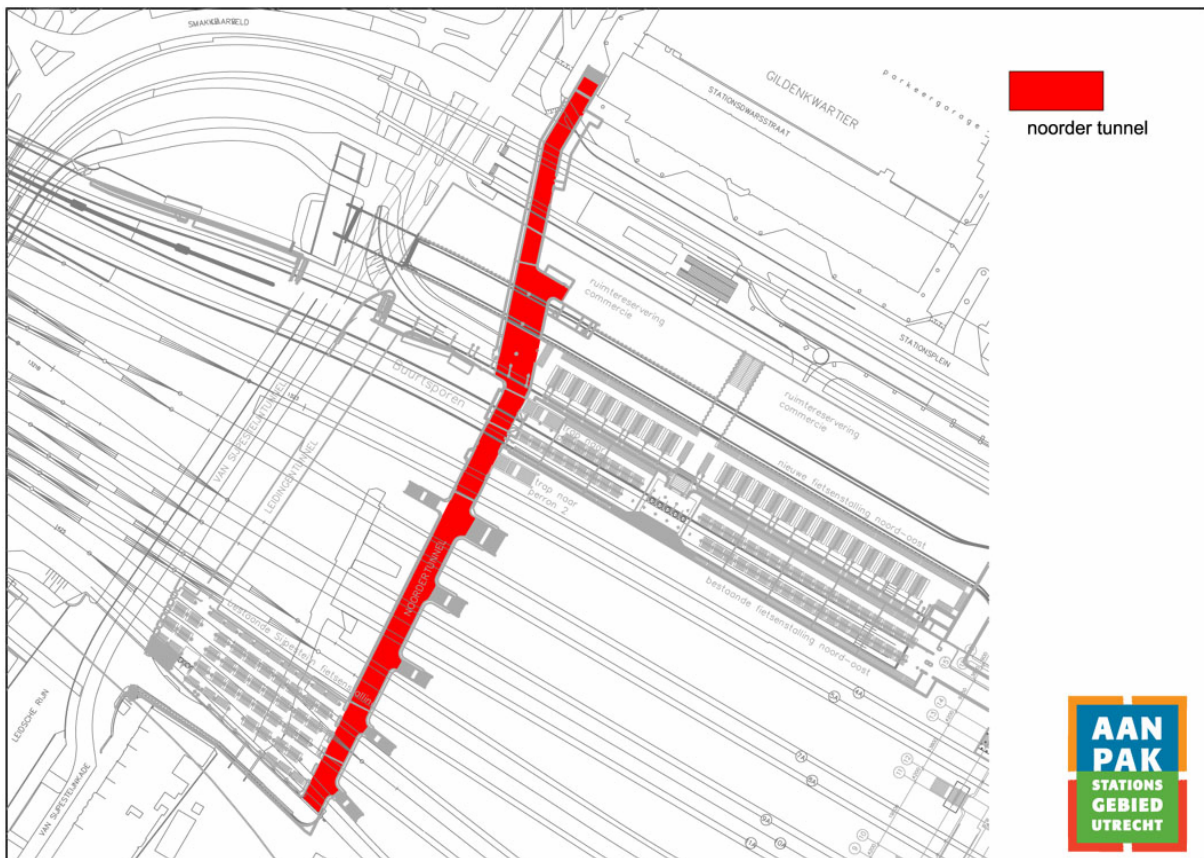 SMAKKELAARSVELD
GILDENKWARTIER
parkeergarage
STATIONSDWARSSTRAAT
noorder tunnel
ruimtereservering
commercie
STATIONSPLEIN
Buurtsporen
ruimtereservering
commercie
VAN SIJPESTEIJNTUNNEL
LEIDINGENTUNNEL
trap naar
perron 2
nieuwe fietsenstalling noord-oost
NOORDERTUNNEL
bestaande fietsenstalling noord-oost
bestaande Sijpesteijn fietsenstalling
LEIDSCHE RIJN
VAN SIJPESTEIJNKADE
AAN
PAK
STATIONS
GEBIED
UTRECHT